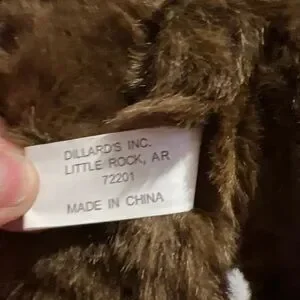 DILLARD'S INC.
LITTLE ROCK, AR
72201
MADE IN CHINA